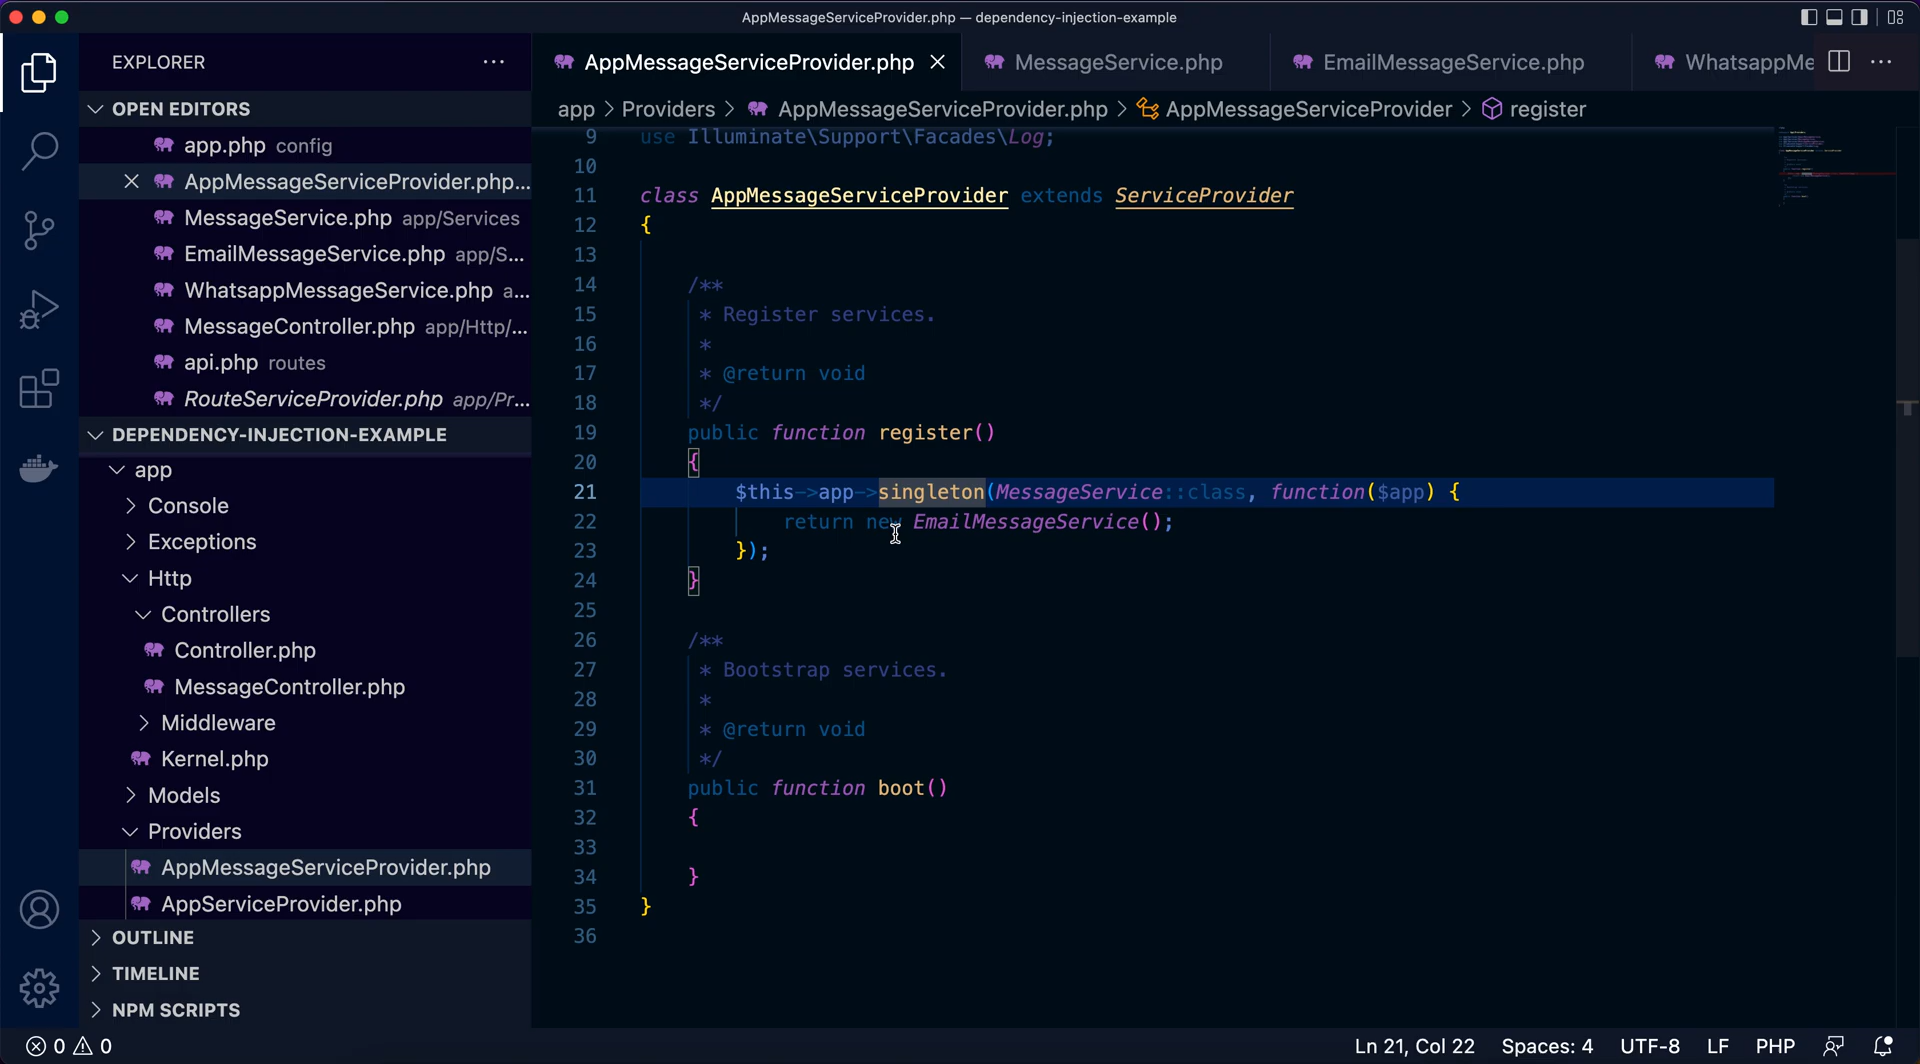 AppMessageServiceProvider.php — dependency-injection-example
EXPLORER
OPEN EDITORS
app.php config
AppMessageServiceProvider.php...
MessageService.php app/Services
EmailMessageService.php app/S...
WhatsappMessageService.php a...
MessageController.php app/Http/...
api.php routes
RouteServiceProvider.php app/Pr...
DEPENDENCY-INJECTION-EXAMPLE
app
Console
Exceptions
Http
Controllers
Controller.php
MessageController.php
Middleware
Kernel.php
Models
Providers
AppMessageServiceProvider.php
AppServiceProvider.php
OUTLINE
TIMELINE
NPM SCRIPTS
AppMessageServiceProvider.php MessageService.php EmailMessageService.php WhatsappMe
app > Providers > AppMessageServiceProvider.php > AppMessageServiceProvider > register
9 use Illuminate\Support\Facades\Log;
10
11 class AppMessageServiceProvider extends ServiceProvider
12 {
13
14 /**
15 * Register services.
16 *
17 * @return void
18 */
19 public function register()
20 {
21 $this->app->singleton(MessageService::class, function($app) {
22 return new EmailMessageService();
23 });
24 }
25
26 /**
27 * Bootstrap services.
28 *
29 * @return void
30 */
31 public function boot()
32 {
33
34 }
35 }
36
0 0 Ln 21, Col 22 Spaces: 4 UTF-8 LF PHP